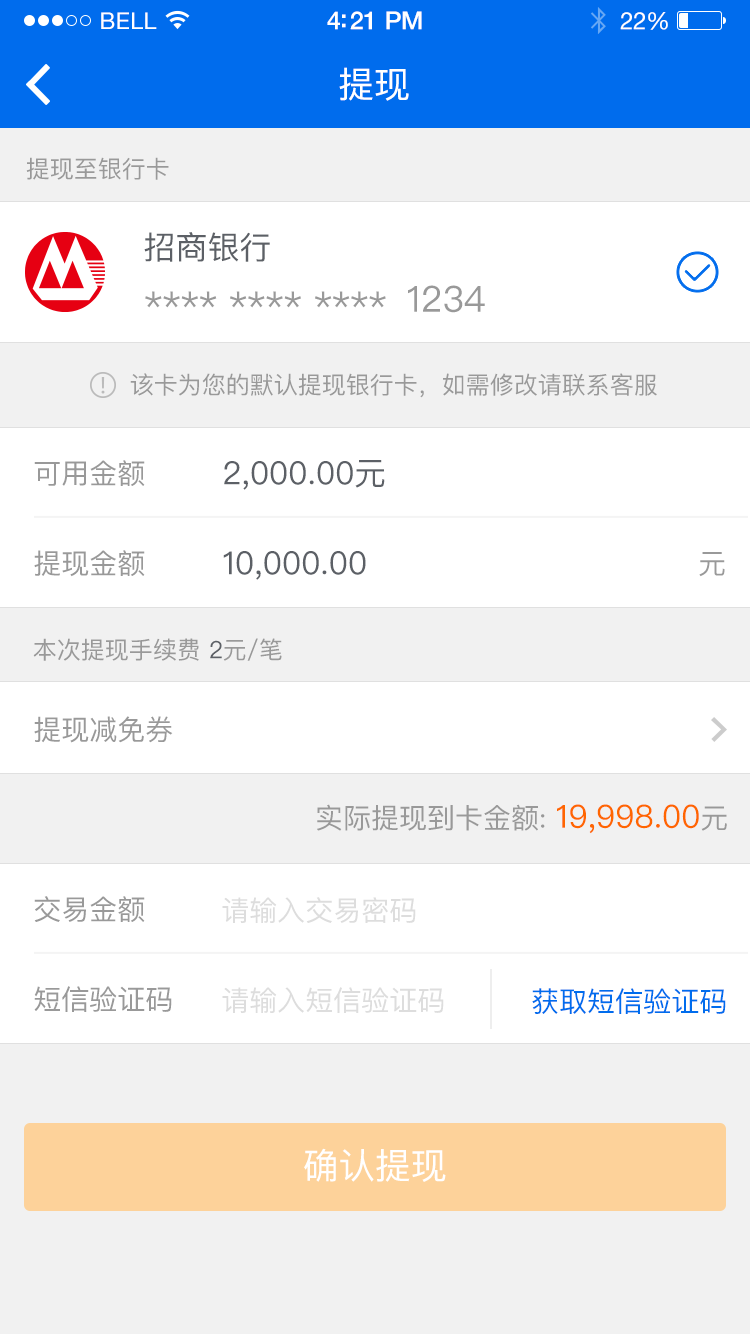 BELL 4:21 PM 22%
提现
提现至银行卡
招商银行
**** **** **** 1234
! 该卡为您的默认提现银行卡，如需修改请联系客服
可用金额 2,000.00元
提现金额 10,000.00 元
本次提现手续费 2元/笔
提现减免券
实际提现到卡金额: 19,998.00元
交易金额 请输入交易密码
短信验证码 请输入短信验证码 获取短信验证码
确认提现